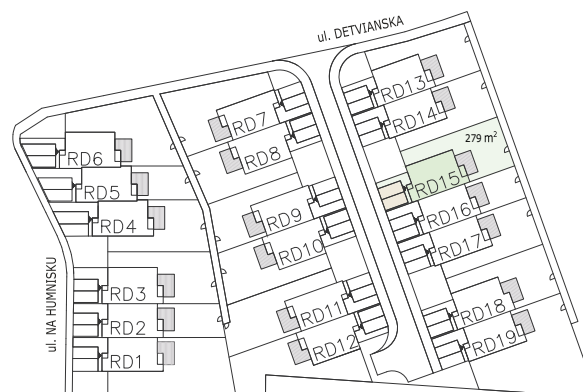 ul. DETVIANSKA
RD13
RD14
279 m²
RD7
RD8
RD6
RD5
RD15
RD4
RD9
RD16
RD10
RD17
ul. NA HUMNISKU
RD3
RD11
RD18
RD2
RD12
RD19
RD1